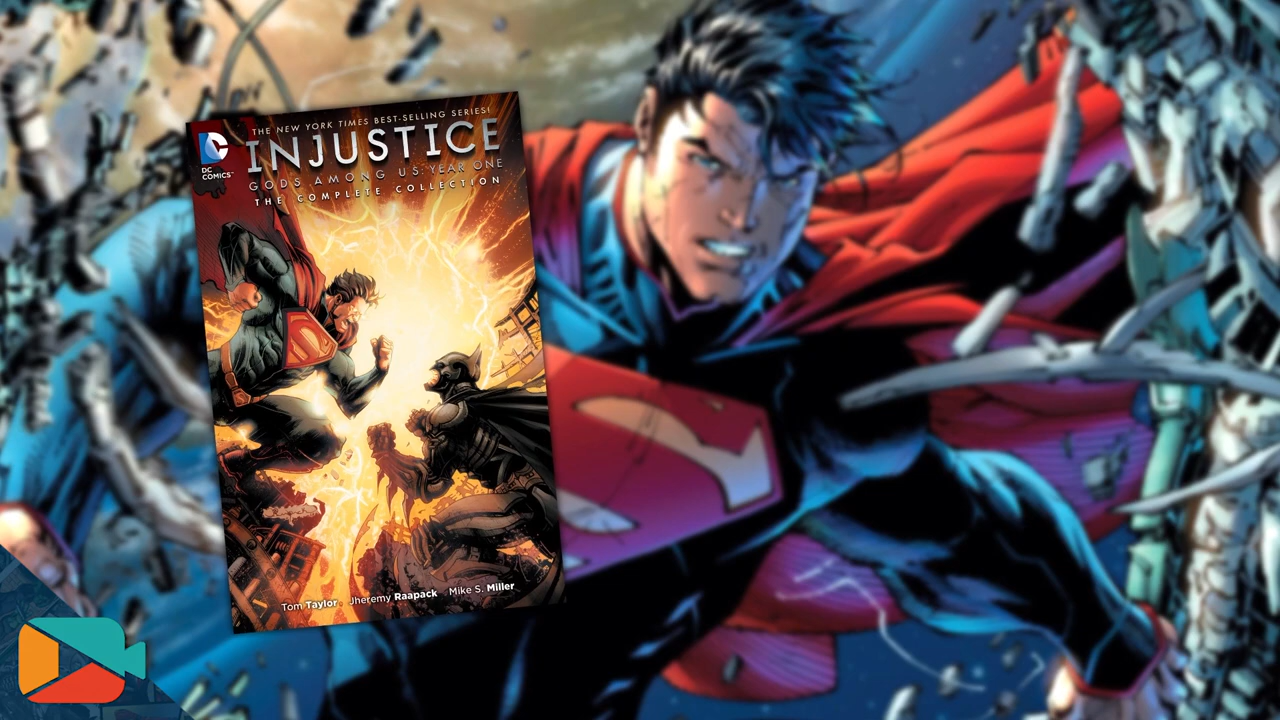 THE NEW YORK TIMES BEST-SELLING SERIES!
DC COMICS™
INJUSTICE
GODS AMONG US: YEAR ONE
THE COMPLETE COLLECTION
Tom Taylor Jheremy Raapack Mike S. Miller